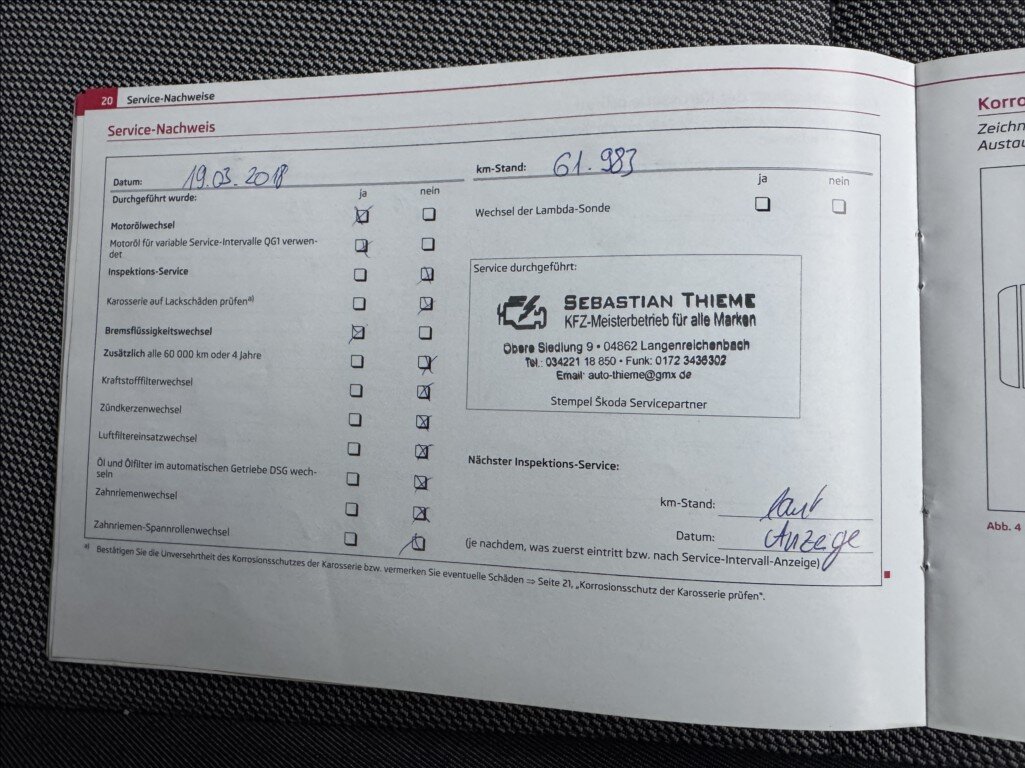 20 Service-Nachweise
Service-Nachweis
Datum: 19.03.2018
km-Stand: 61.983
Durchgeführt wurde:
ja nein
ja nein
Motorölwechsel
Wechsel der Lambda-Sonde
Motoröl für variable Service-Intervalle QG1 verwen-
det
Inspektions-Service
Karosserie auf Lackschäden prüfen a)
Bremsflüssigkeitswechsel
Zusätzlich alle 60 000 km oder 4 Jahre
Kraftstofffilterwechsel
Zündkerzenwechsel
Luftfiltereinsatzwechsel
Öl und Ölfilter im automatischen Getriebe DSG wech-
seln
Zahnriemenwechsel
Zahnriemen-Spannrollenwechsel
Service durchgeführt:
SEBASTIAN THIEME
KFZ-Meisterbetrieb für alle Marken
Obere Siedlung 9 • 04862 Langenreichenbach
Tel.: 034221 18 850 • Funk: 0172 3436302
Email: auto-thieme@gmx de
Stempel Škoda Servicepartner
Nächster Inspektions-Service:
km-Stand: laut
Datum: Anzeige
(je nachdem, was zuerst eintritt bzw. nach Service-Intervall-Anzeige)
a) Bestätigen Sie die Unversehrtheit des Korrosionsschutzes der Karosserie bzw. vermerken Sie eventuelle Schäden ⇒ Seite 21, „Korrosionsschutz der Karosserie prüfen“.
Korro
Zeichn
Austau
Abb. 4